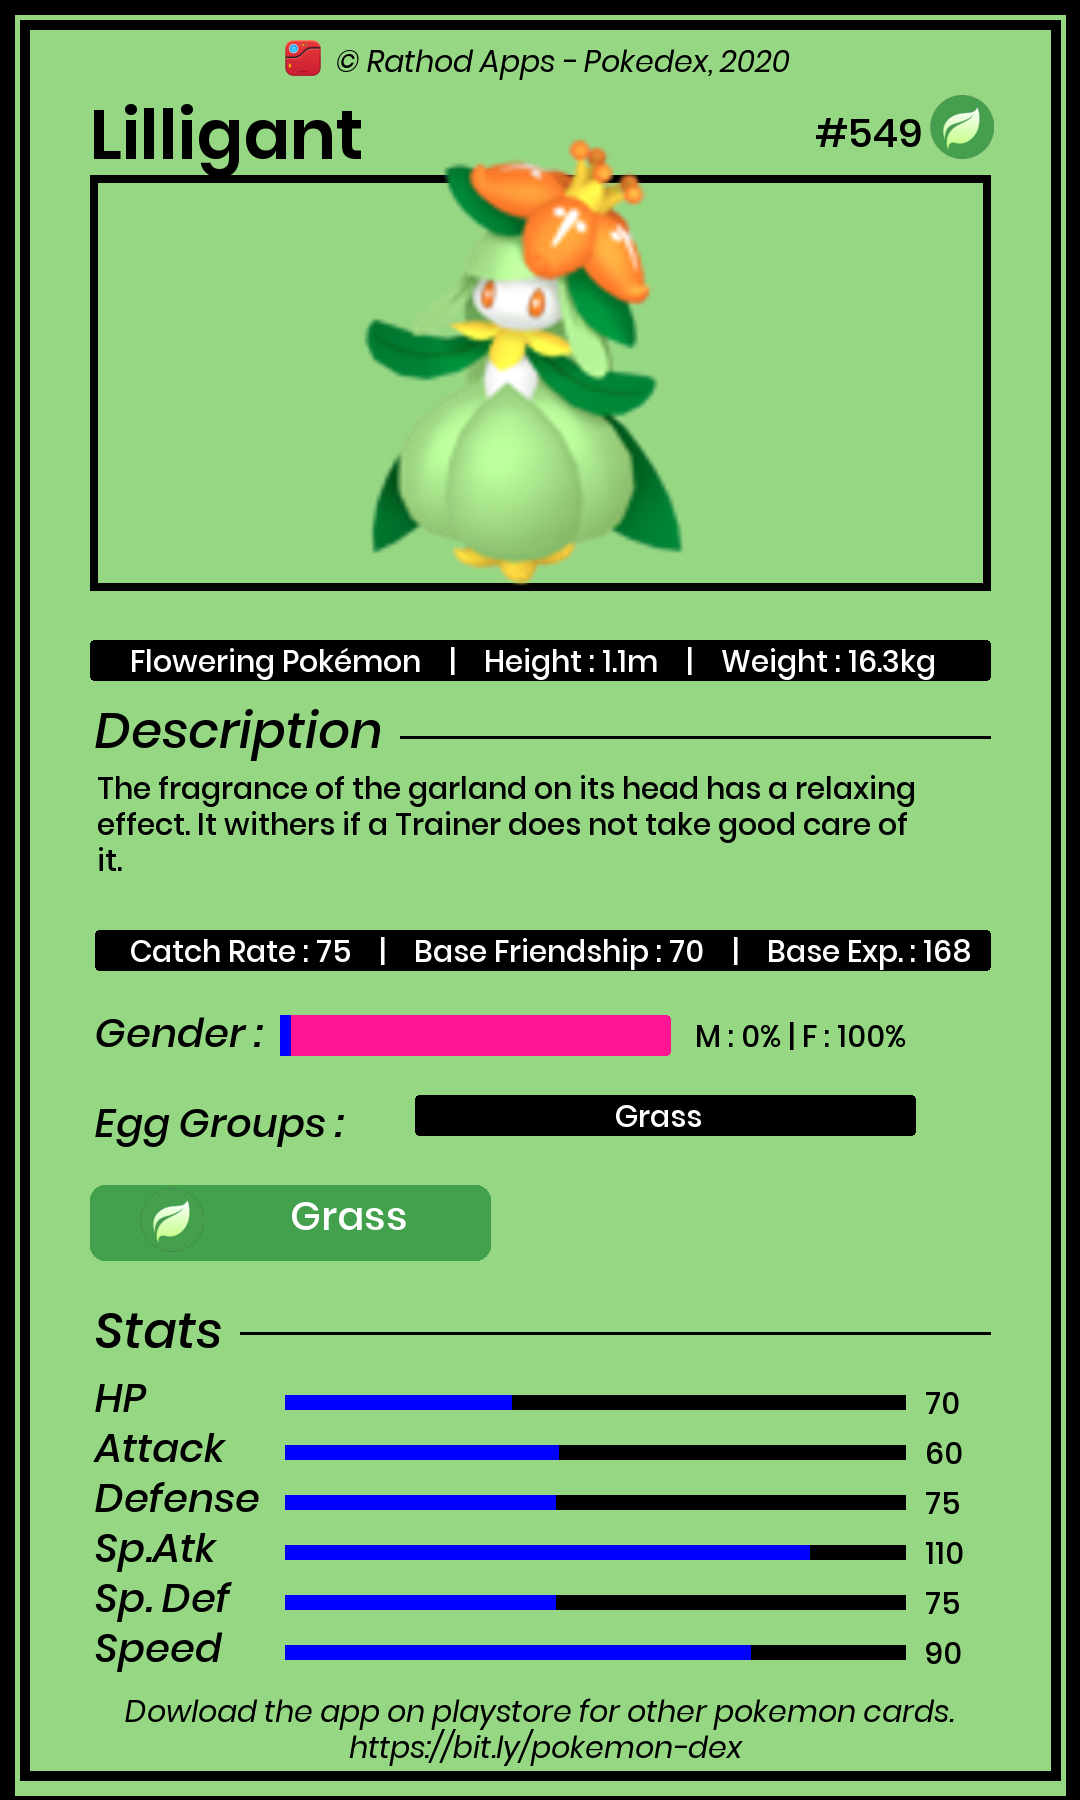 © Rathod Apps - Pokedex, 2020
Lilligant #549
Flowering Pokémon | Height : 1.1m | Weight : 16.3kg
Description
The fragrance of the garland on its head has a relaxing
effect. It withers if a Trainer does not take good care of
it.
Catch Rate : 75 | Base Friendship : 70 | Base Exp. : 168
Gender : M : 0% | F : 100%
Egg Groups : Grass
Grass
Stats
HP 70
Attack 60
Defense 75
Sp.Atk 110
Sp. Def 75
Speed 90
Dowload the app on playstore for other pokemon cards.
https://bit.ly/pokemon-dex